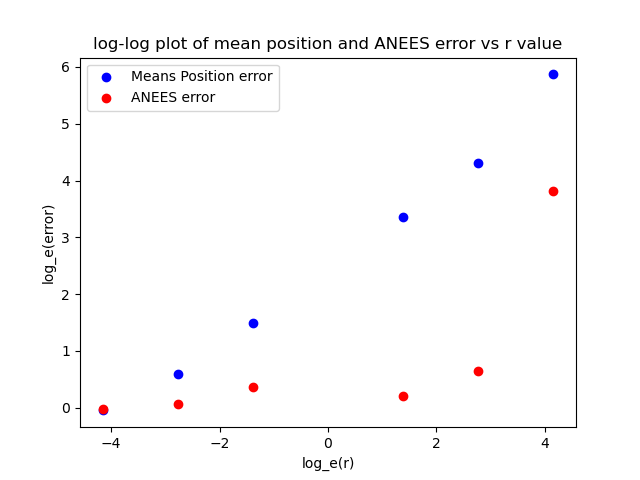 log-log plot of mean position and ANEES error vs r value
Means Position error
ANEES error
6
5
4
3
2
1
0
log_e(error)
−4
−2
0
2
4
log_e(r)